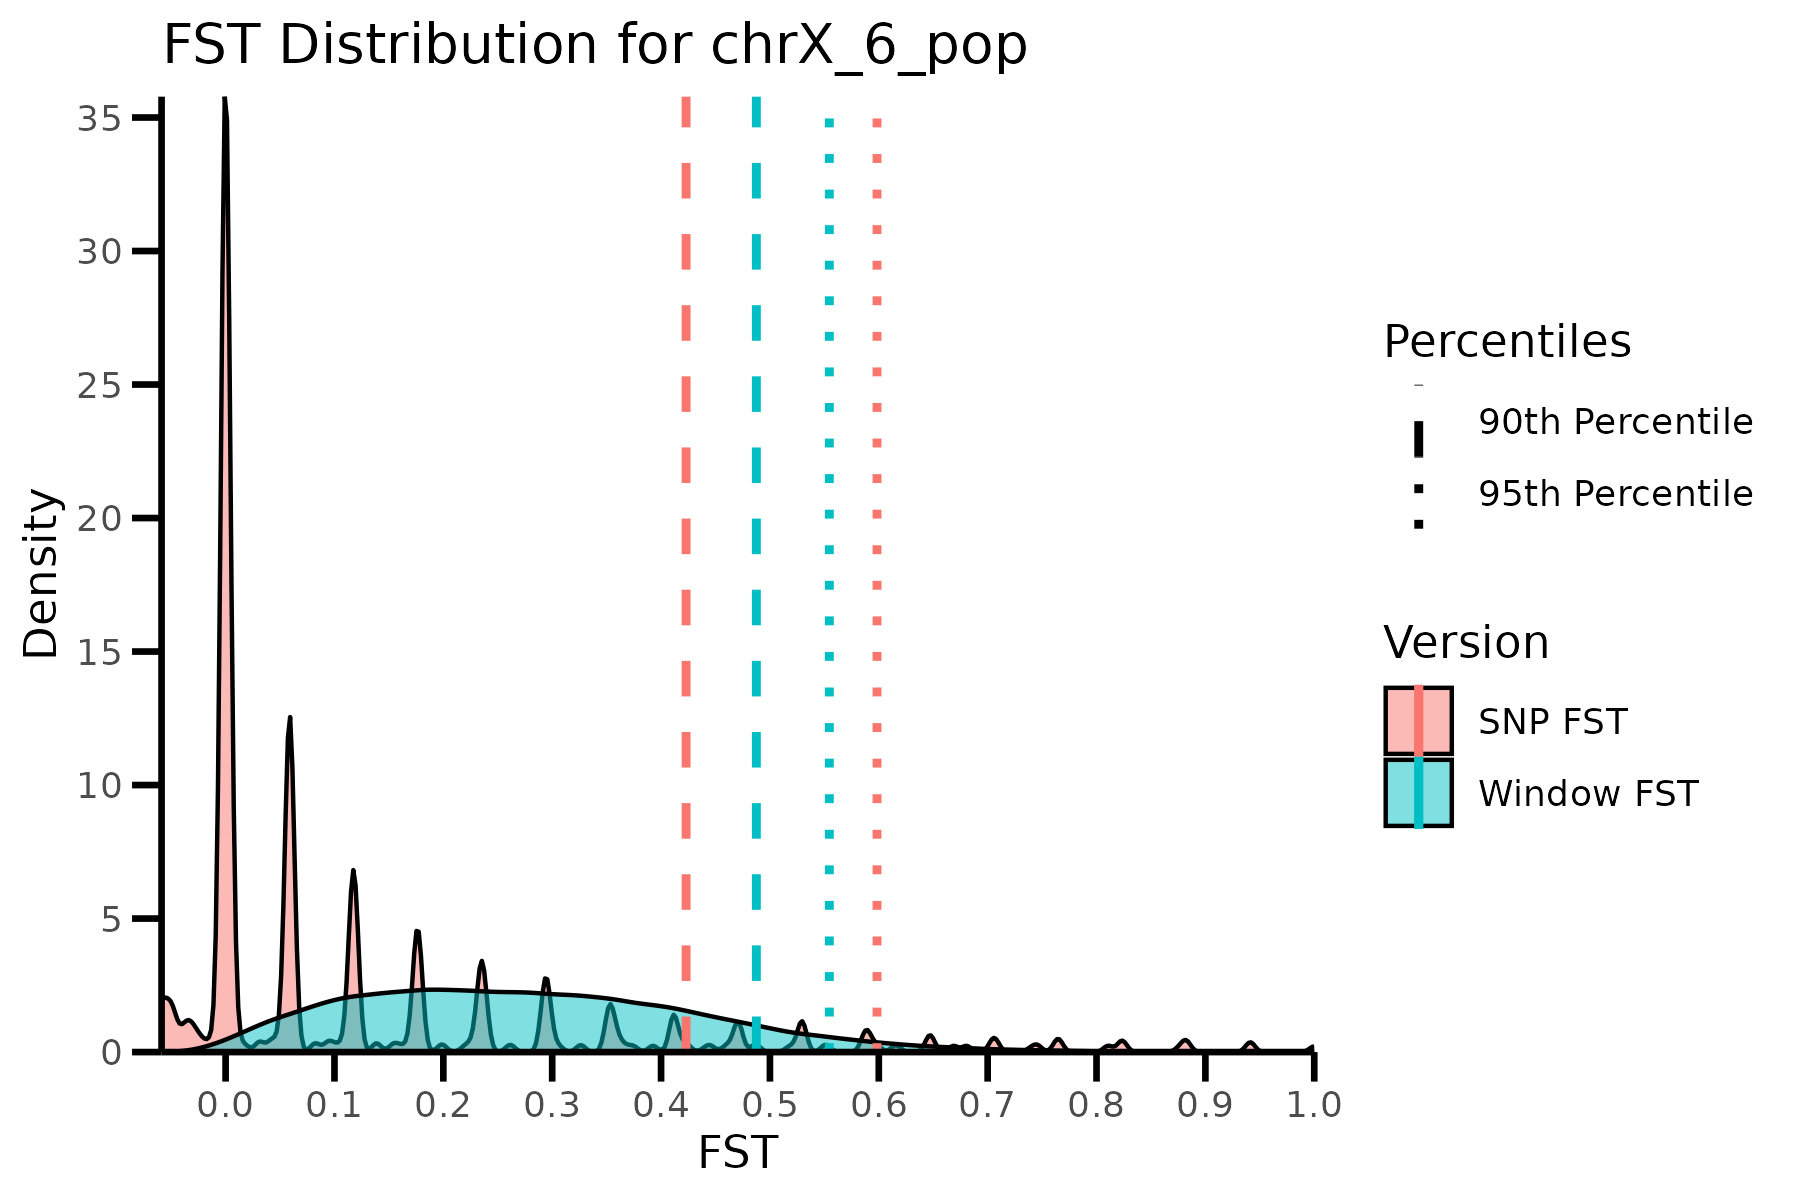 FST Distribution for chrX_6_pop
35
30
25
20
15
10
5
0
Density
0.0 0.1 0.2 0.3 0.4 0.5 0.6 0.7 0.8 0.9 1.0
FST
Percentiles
90th Percentile
95th Percentile
Version
SNP FST
Window FST